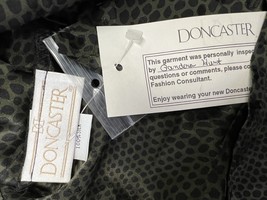 DONCASTER
This garment was personally inspe
by Sandra Hunt
questions or comments, please co
Fashion Consultant.
Enjoy wearing your new Doncaste
DONCASTER